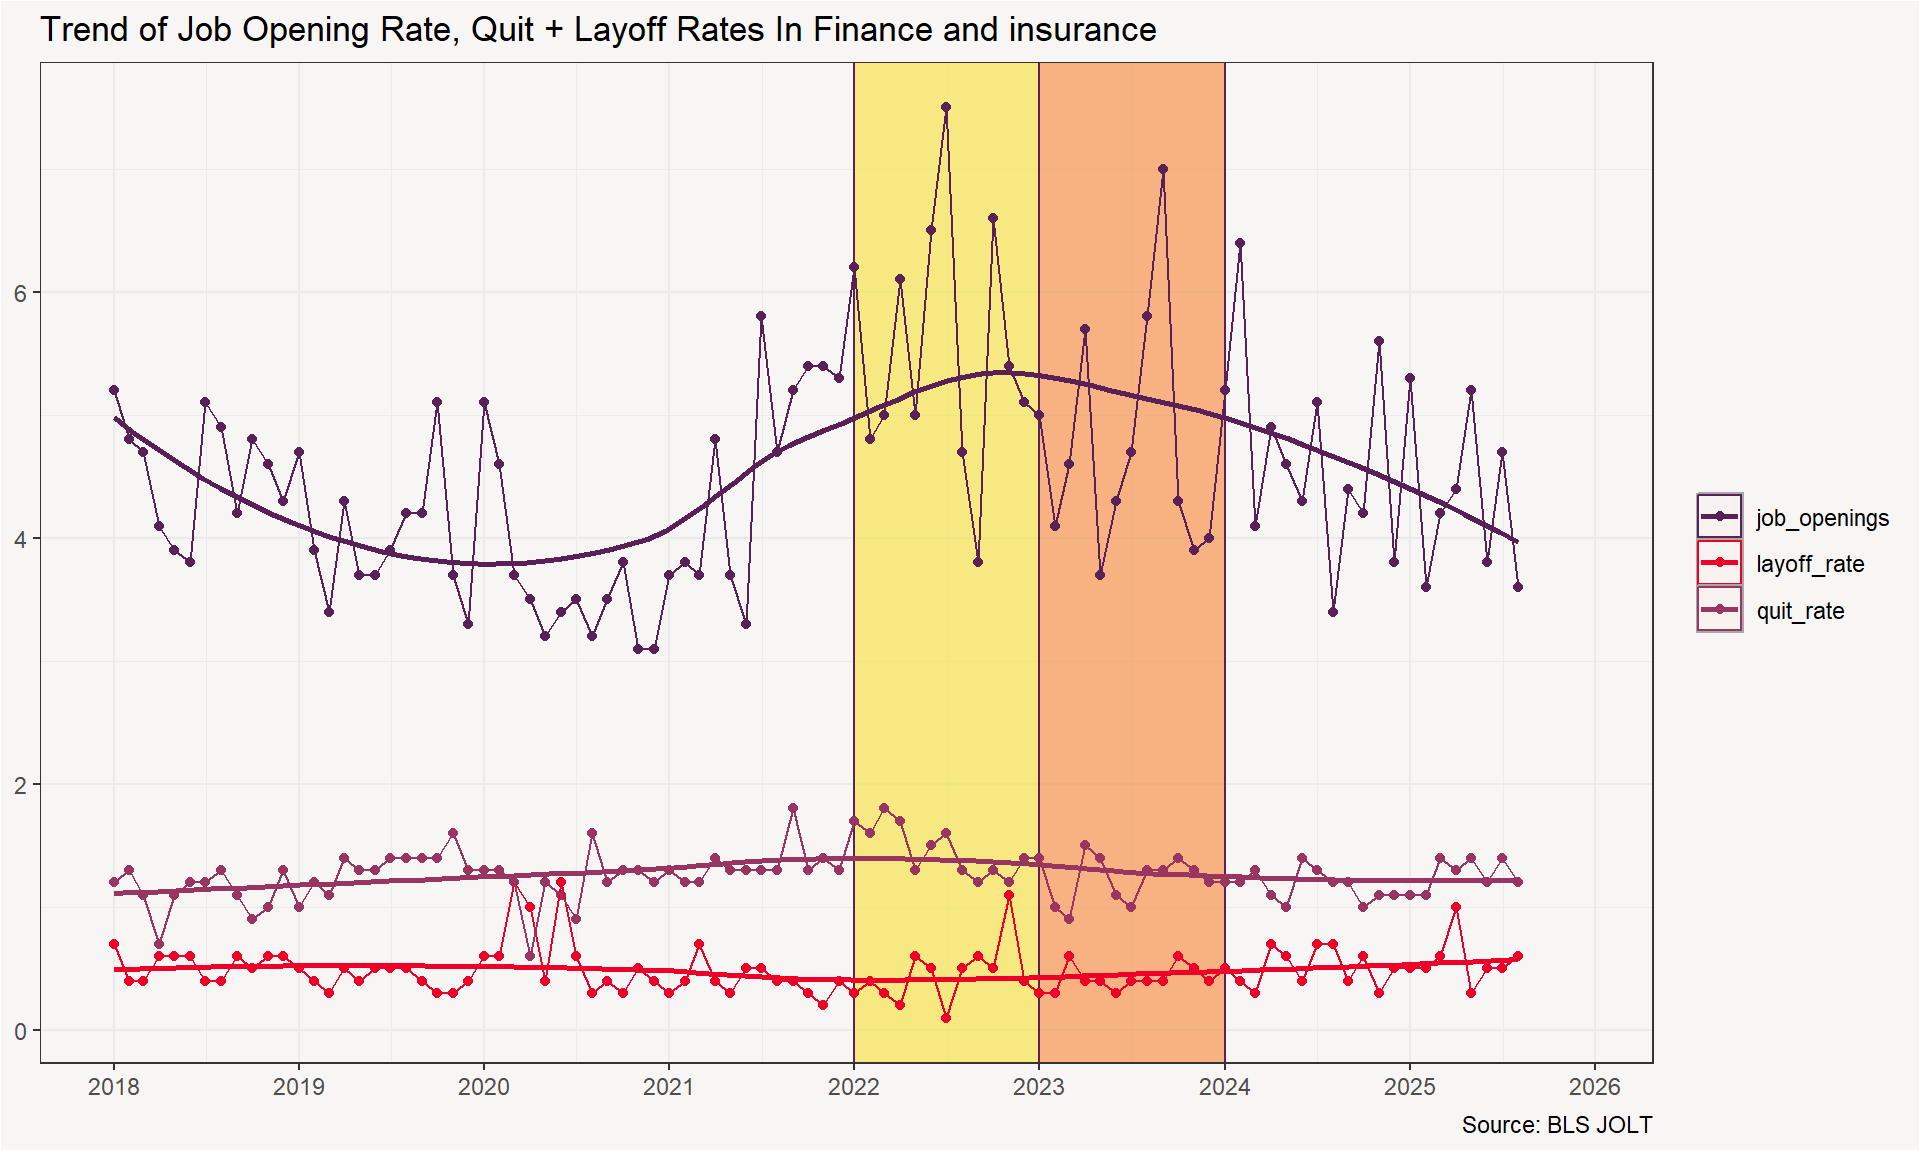 Trend of Job Opening Rate, Quit + Layoff Rates In Finance and insurance
6
4
2
0
job_openings
layoff_rate
quit_rate
2018 2019 2020 2021 2022 2023 2024 2025 2026
Source: BLS JOLT